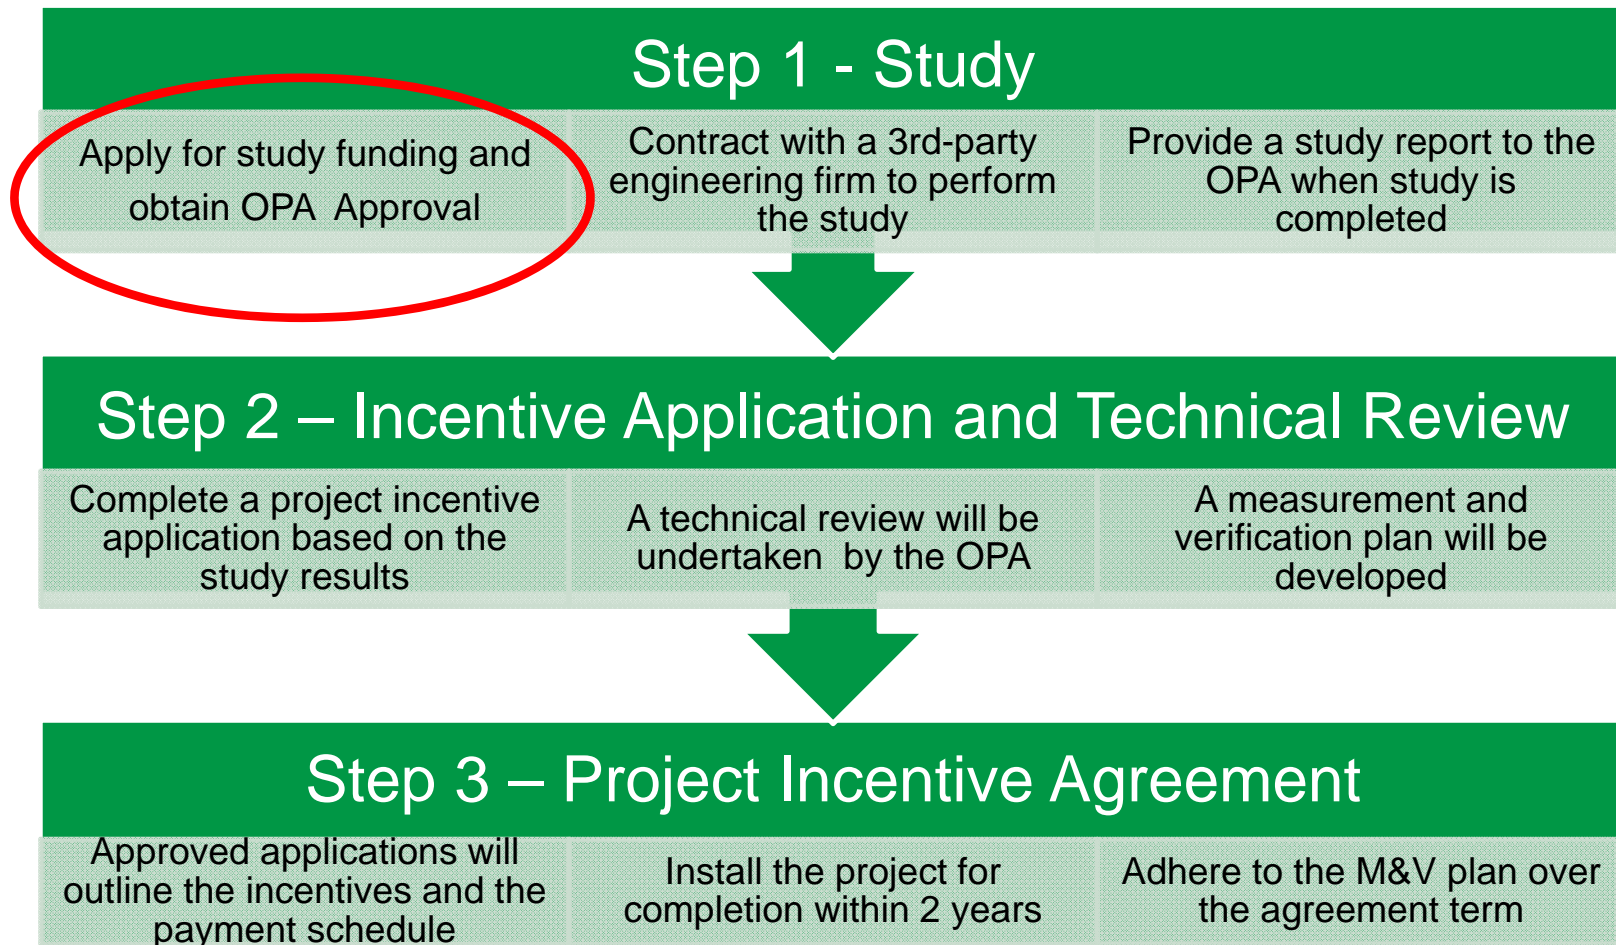 Step 1 - Study
Apply for study funding and
obtain OPA Approval
Contract with a 3rd-party
engineering firm to perform
the study
Provide a study report to the
OPA when study is
completed
Step 2 – Incentive Application and Technical Review
Complete a project incentive
application based on the
study results
A technical review will be
undertaken by the OPA
A measurement and
verification plan will be
developed
Step 3 – Project Incentive Agreement
Approved applications will
outline the incentives and the
payment schedule
Install the project for
completion within 2 years
Adhere to the M&V plan over
the agreement term